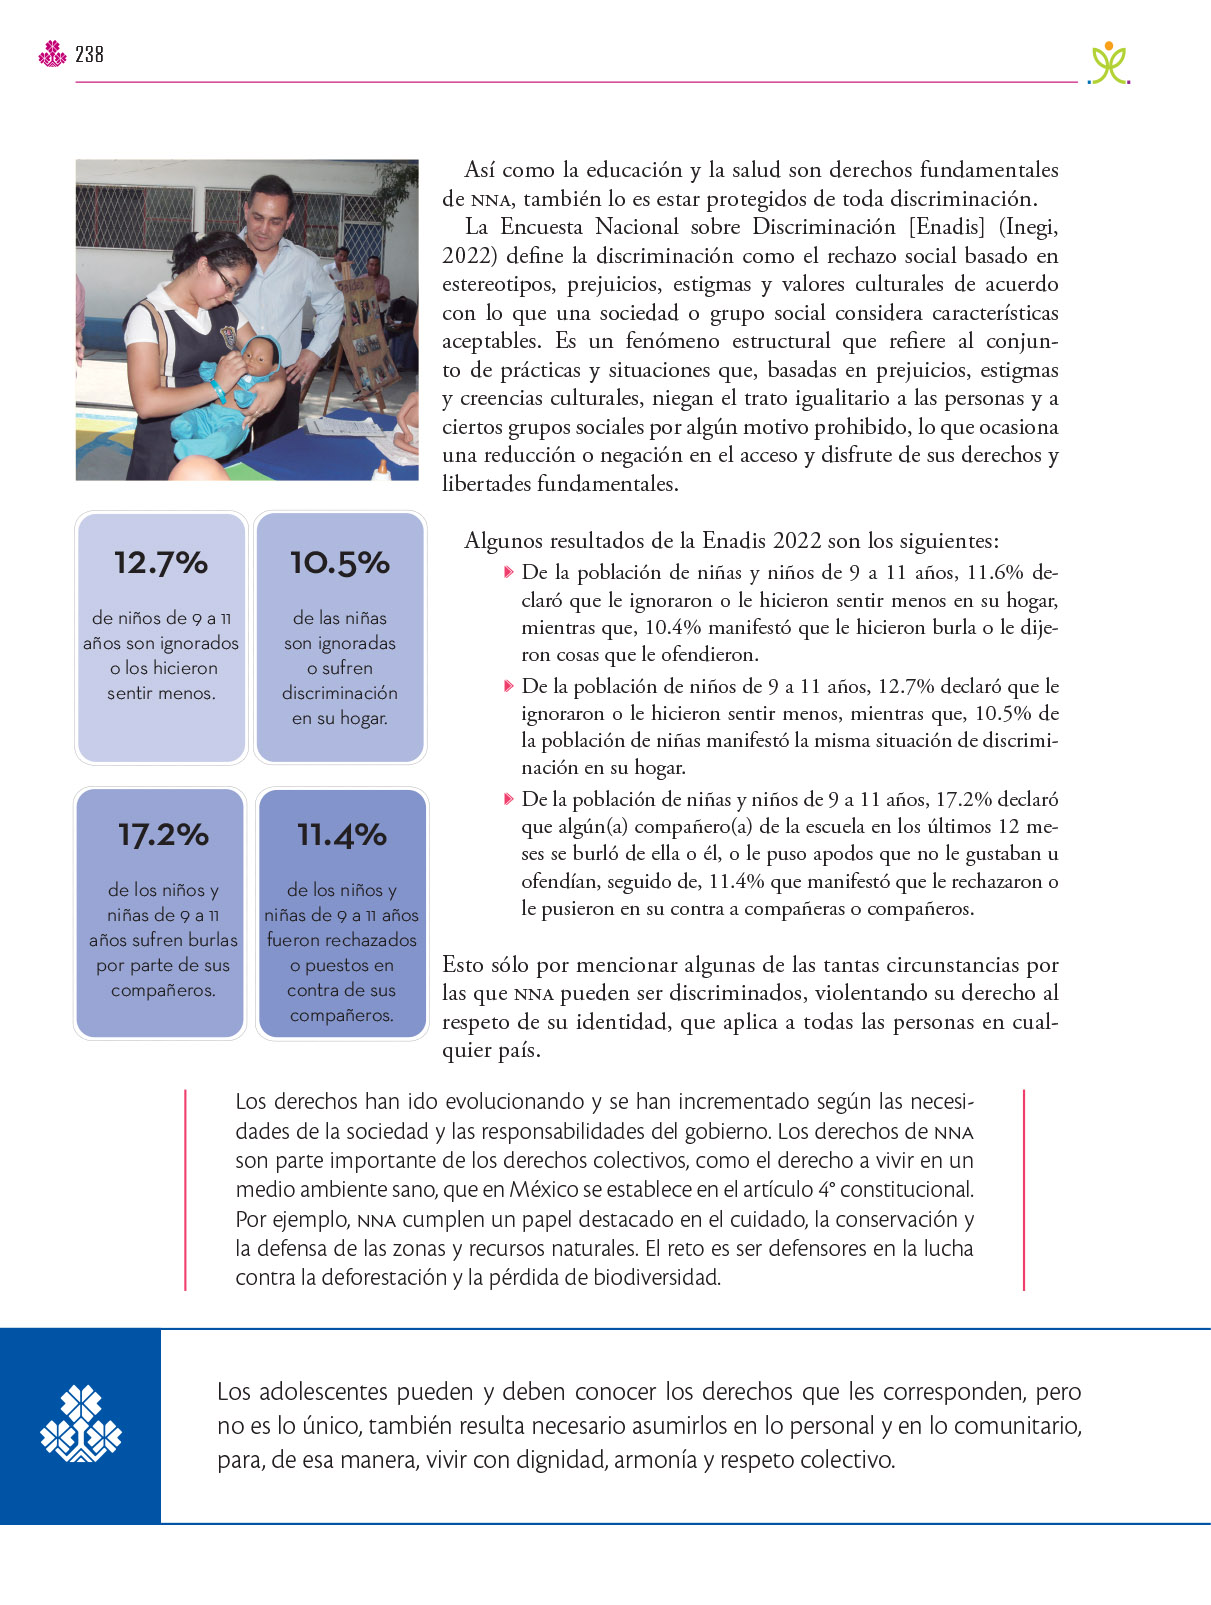 238
Así como la educación y la salud son derechos fundamentales
de NNA, también lo es estar protegidos de toda discriminación.
La Encuesta Nacional sobre Discriminación [Enadis] (Inegi,
2022) define la discriminación como el rechazo social basado en
estereotipos, prejuicios, estigmas y valores culturales de acuerdo
con lo que una sociedad o grupo social considera características
aceptables. Es un fenómeno estructural que refiere al conjun-
to de prácticas y situaciones que, basadas en prejuicios, estigmas
y creencias culturales, niegan el trato igualitario a las personas y a
ciertos grupos sociales por algún motivo prohibido, lo que ocasiona
una reducción o negación en el acceso y disfrute de sus derechos y
libertades fundamentales.
Algunos resultados de la Enadis 2022 son los siguientes:
De la población de niñas y niños de 9 a 11 años, 11.6% de-
claró que le ignoraron o le hicieron sentir menos en su hogar,
mientras que, 10.4% manifestó que le hicieron burla o le dije-
ron cosas que le ofendieron.
De la población de niños de 9 a 11 años, 12.7% declaró que le
ignoraron o le hicieron sentir menos, mientras que, 10.5% de
la población de niñas manifestó la misma situación de discrimi-
nación en su hogar.
De la población de niñas y niños de 9 a 11 años, 17.2% declaró
que algún(a) compañero(a) de la escuela en los últimos 12 me-
ses se burló de ella o él, o le puso apodos que no le gustaban u
ofendían, seguido de, 11.4% que manifestó que le rechazaron o
le pusieron en su contra a compañeras o compañeros.
Esto sólo por mencionar algunas de las tantas circunstancias por
las que NNA pueden ser discriminados, violentando su derecho al
respeto de su identidad, que aplica a todas las personas en cual-
quier país.
12.7%
de niños de 9 a 11
años son ignorados
o los hicieron
sentir menos.
10.5%
de las niñas
son ignoradas
o sufren
discriminación
en su hogar.
17.2%
de los niños y
niñas de 9 a 11
años sufren burlas
por parte de sus
compañeros.
11.4%
de los niños y
niñas de 9 a 11 años
fueron rechazados
o puestos en
contra de sus
compañeros.
Los derechos han ido evolucionando y se han incrementado según las necesi-
dades de la sociedad y las responsabilidades del gobierno. Los derechos de NNA
son parte importante de los derechos colectivos, como el derecho a vivir en un
medio ambiente sano, que en México se establece en el artículo 4° constitucional.
Por ejemplo, NNA cumplen un papel destacado en el cuidado, la conservación y
la defensa de las zonas y recursos naturales. El reto es ser defensores en la lucha
contra la deforestación y la pérdida de biodiversidad.
Los adolescentes pueden y deben conocer los derechos que les corresponden, pero
no es lo único, también resulta necesario asumirlos en lo personal y en lo comunitario,
para, de esa manera, vivir con dignidad, armonía y respeto colectivo.